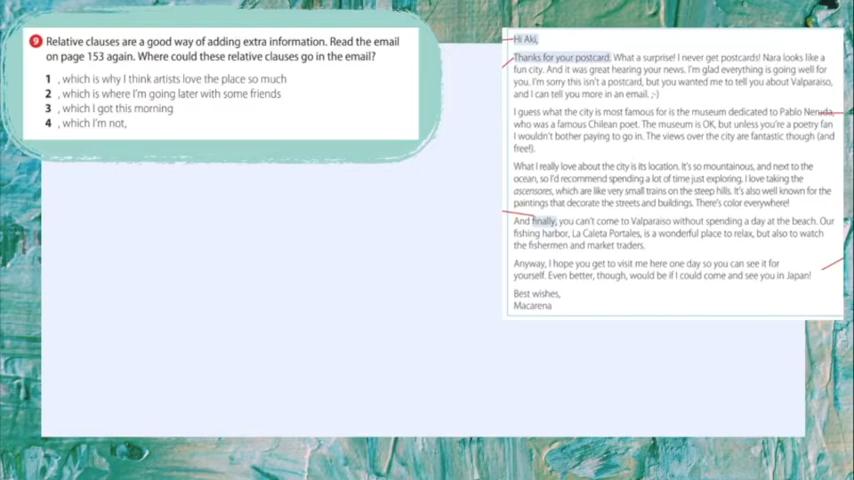 9 Relative clauses are a good way of adding extra information. Read the email
on page 153 again. Where could these relative clauses go in the email?
1 , which is why I think artists love the place so much
2 , which is where I'm going later with some friends
3 , which I got this morning
4 , which I'm not,
Hi Aki,
Thanks for your postcard. What a surprise! I never get postcards! Nara looks like a
fun city. And it was great hearing your news. I'm glad everything is going well for
you. I'm sorry this isn't a postcard, but you wanted me to tell you about Valparaiso,
and I can tell you more in an email. ;-)
I guess what the city is most famous for is the museum dedicated to Pablo Neruda,
who was a famous Chilean poet. The museum is OK, but unless you're a poetry fan
I wouldn't bother paying to go in. The views over the city are fantastic though (and
free!).
What I really love about the city is its location. It's so mountainous, and next to the
ocean, so I'd recommend spending a lot of time just exploring. I love taking the
ascensores, which are like very small trains on the steep hills. It's also well known for the
paintings that decorate the streets and buildings. There's color everywhere!
And finally, you can't come to Valparaiso without spending a day at the beach. Our
fishing harbor, La Caleta Portales, is a wonderful place to relax, but also to watch
the fishermen and market traders.
Anyway, I hope you get to visit me here one day so you can see it for
yourself. Even better, though, would be if I could come and see you in Japan!
Best wishes,
Macarena